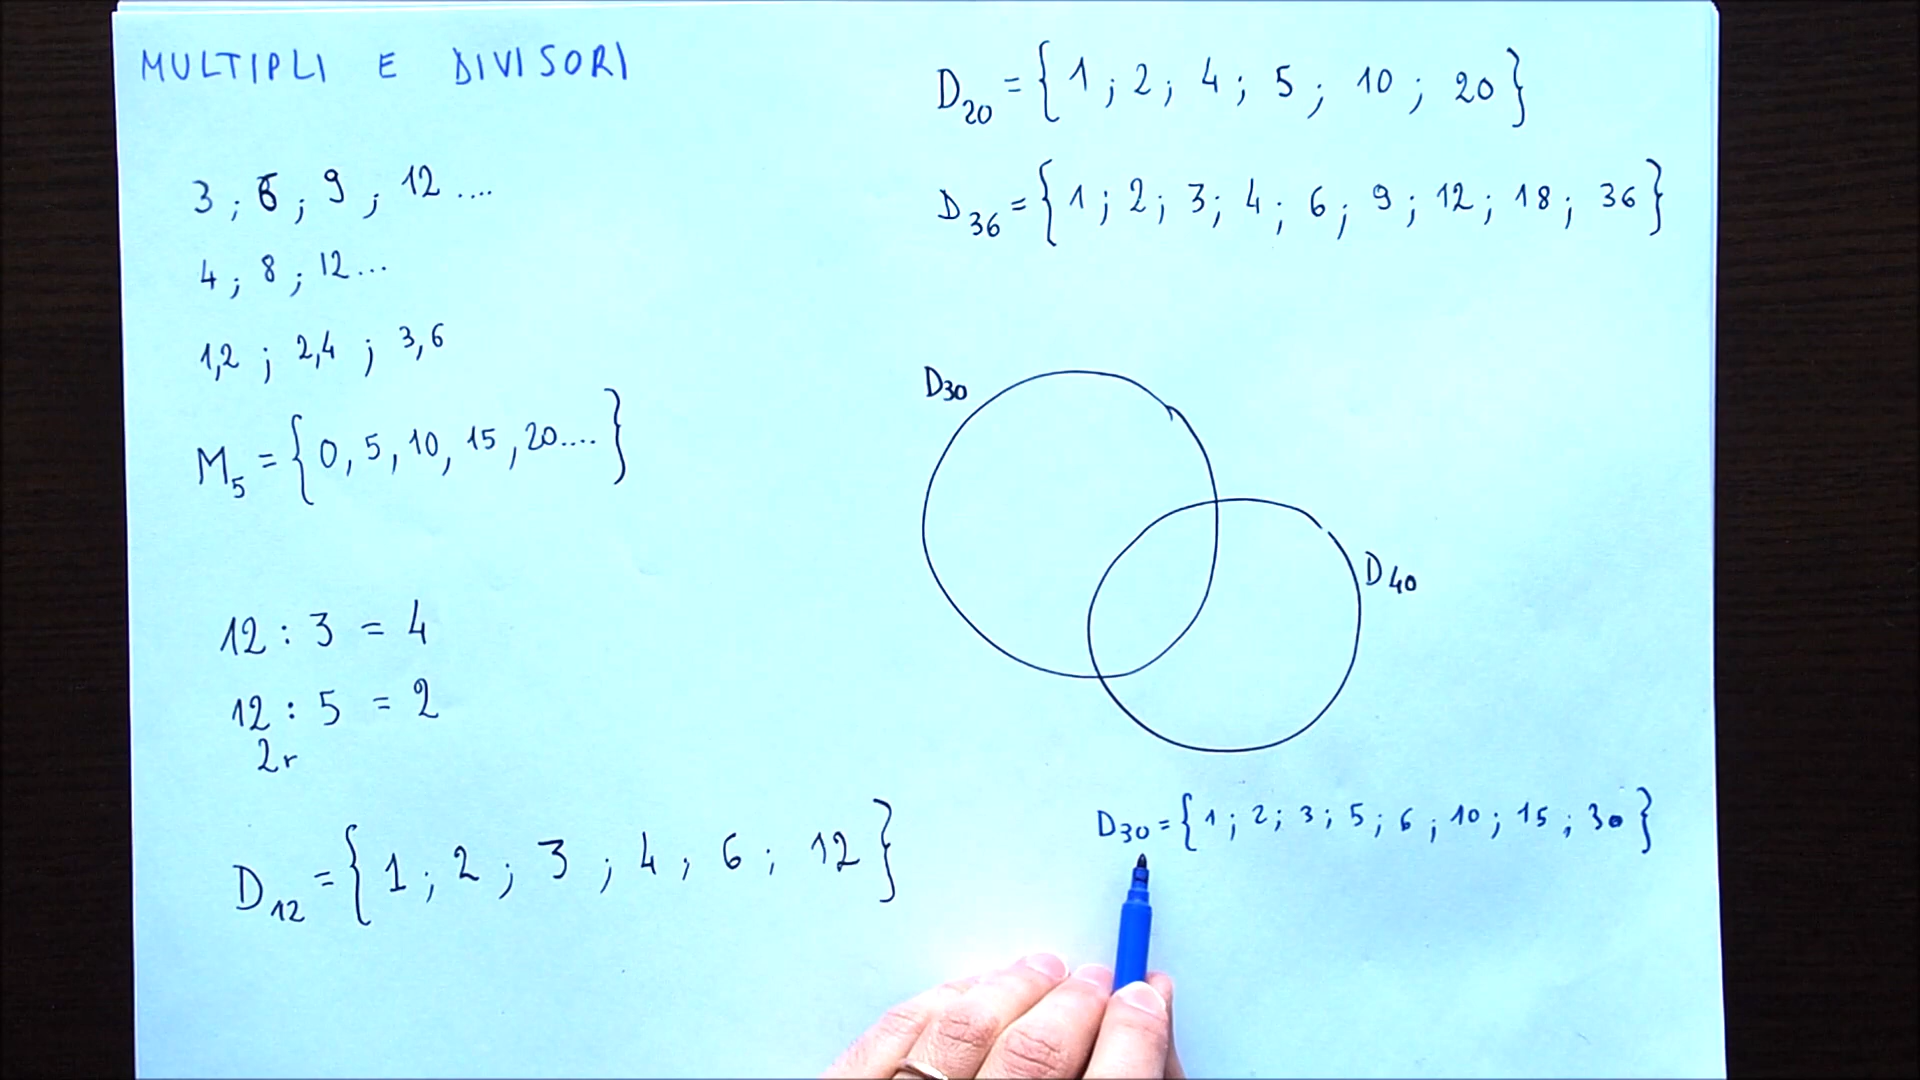 MULTIPLI E DIVISORI
3 ; 6 ; 9 ; 12 ....
4 ; 8 ; 12 ...
1,2 ; 2,4 ; 3,6
M5 = { 0, 5, 10, 15, 20.... }
12 : 3 = 4
12 : 5 = 2
2r
D12 = { 1 ; 2 ; 3 ; 4 ; 6 ; 12 }
D20 = { 1 ; 2 ; 4 ; 5 ; 10 ; 20 }
D36 = { 1 ; 2 ; 3 ; 4 ; 6 ; 9 ; 12 ; 18 ; 36 }
D30
D40
D30 = { 1 ; 2 ; 3 ; 5 ; 6 ; 10 ; 15 ; 30 }